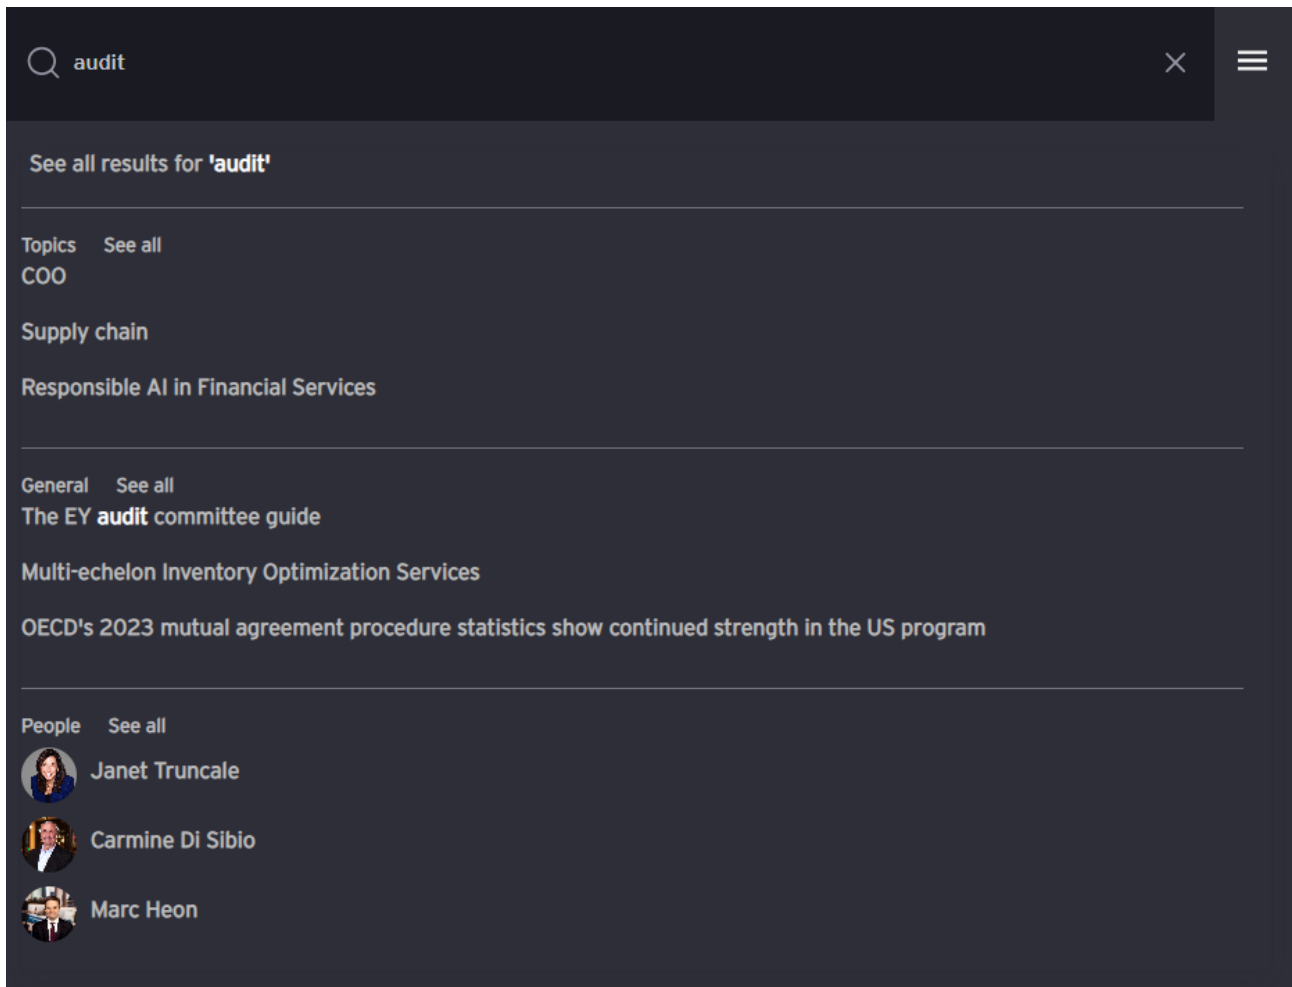 audit
See all results for 'audit'
Topics See all
COO
Supply chain
Responsible AI in Financial Services
General See all
The EY audit committee guide
Multi-echelon Inventory Optimization Services
OECD's 2023 mutual agreement procedure statistics show continued strength in the US program
People See all
Janet Truncale
Carmine Di Sibio
Marc Heon